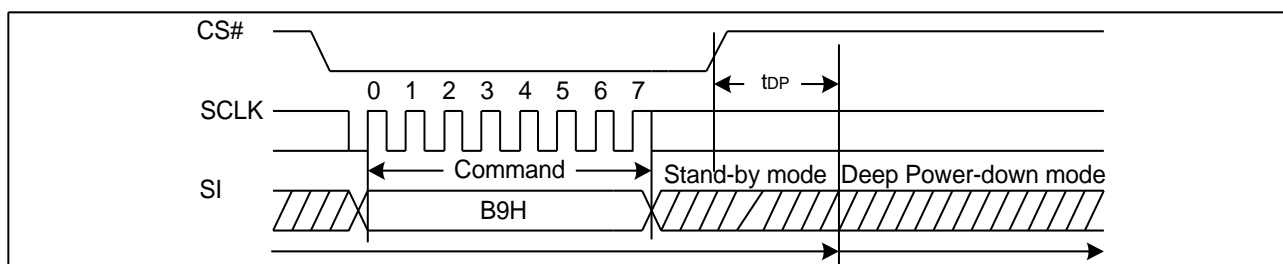 CS#
tDP
0 1 2 3 4 5 6 7
SCLK
Command
Stand-by mode Deep Power-down mode
SI
B9H